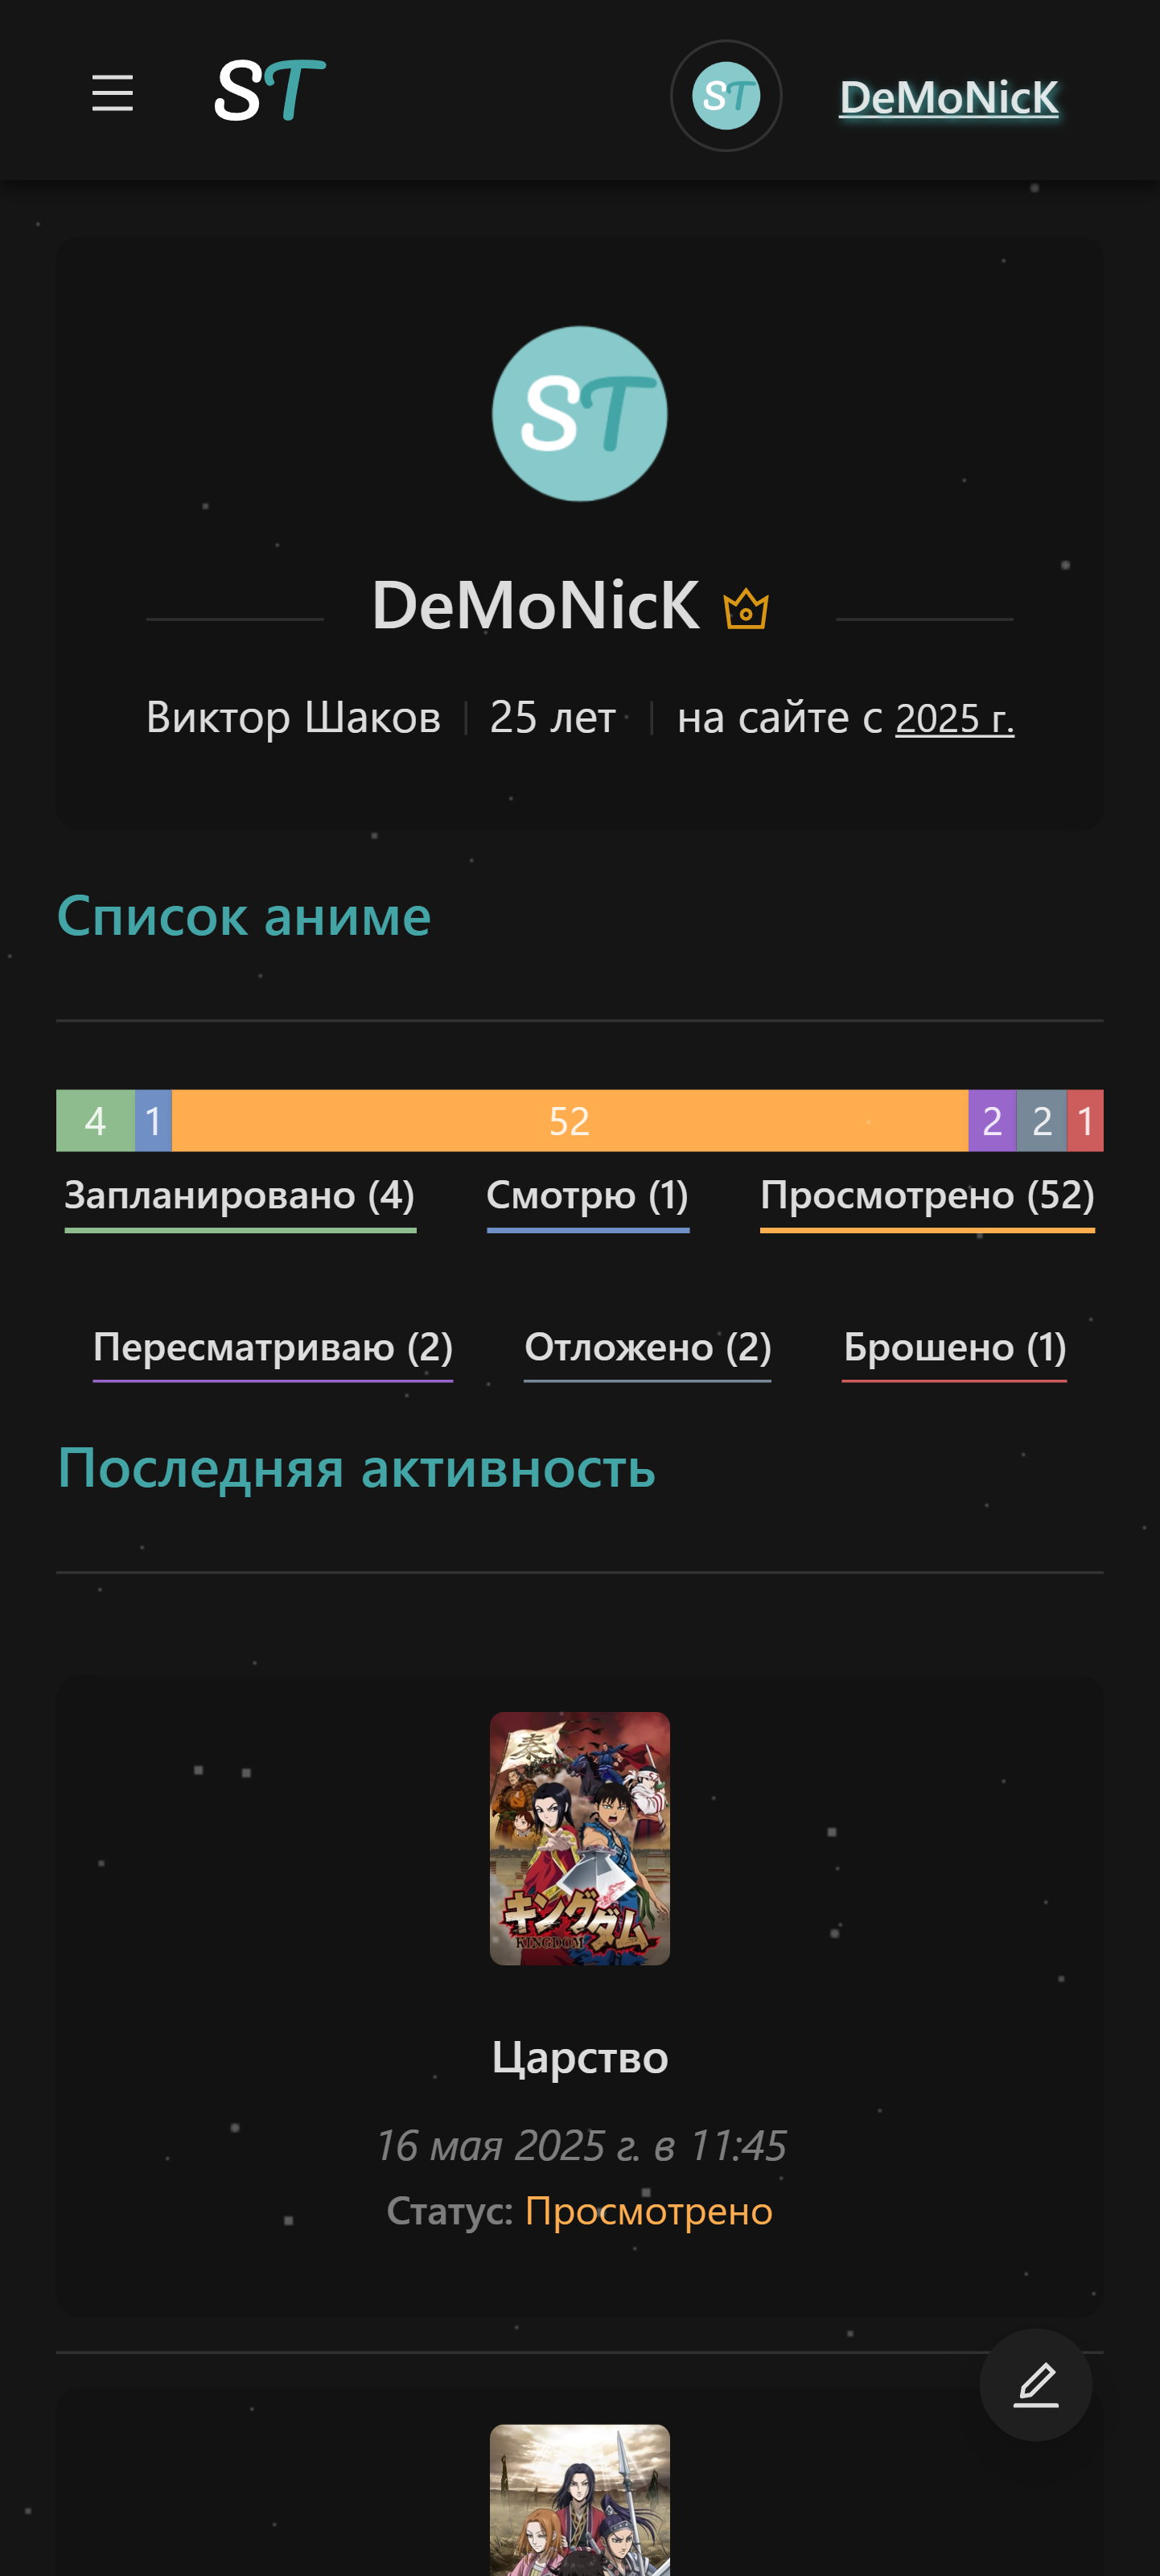 ST
ST
DeMoNicK
ST
DeMoNicK
Виктор Шаков | 25 лет | на сайте с 2025 г.
Список аниме
4 1 52 2 2 1
Запланировано (4) Смотрю (1) Просмотрено (52)
Пересматриваю (2) Отложено (2) Брошено (1)
Последняя активность
秦
キングダム
KINGDOM
Царство
16 мая 2025 г. в 11:45
Статус: Просмотрено